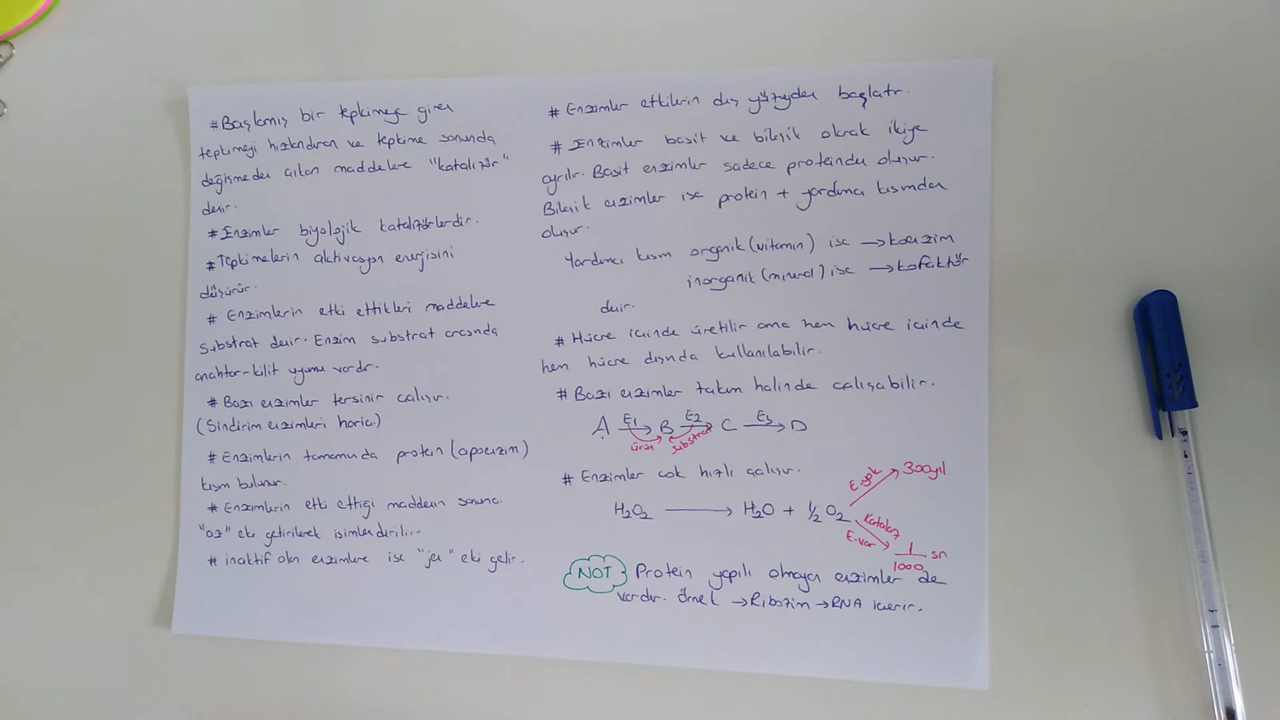 # Başlamış bir tepkimeye giren
tepkimeyi hızlandıran ve tepkime sonunda
değişmeden çıkan maddelere "katalizör"
denir.
# Enzimler biyolojik katalizörlerdir.
# Tepkimelerin aktivasyon enerjisini
düşürür.
# Enzimlerin etki ettikleri maddelere
substrat denir. Enzim substrat arasında
anahtar-kilit uyumu vardır.
# Bazı enzimler tersinir çalışır.
(Sindirim enzimleri hariç)
# Enzimlerin tamamında protein (apoenzim)
kısım bulunur.
# Enzimlerin etki ettiği maddenin sonuna
"az" eki getirilerek isimlendirilir.
# inaktif olan enzimlere ise "jen" eki gelir.
# Enzimler etkilerin dış yüzeyden başlatır.
# Enzimler basit ve bileşik olarak ikiye
ayrılır. Basit enzimler sadece proteinden oluşur.
Bileşik enzimler ise protein + yardımcı kısımdan
oluşur.
Yardımcı kısım organik (vitamin) ise → koenzim
inorganik (mineral) ise → kofaktör
denir.
# Hücre içinde üretilir ama hem hücre içinde
hem hücre dışında kullanılabilir.
# Bazı enzimler takım halinde çalışabilir.
A E1→ B E2→ C E3→ D
ürün substrat
# Enzimler çok hızlı çalışır.
E.yok 300yıl
H2O2 → H2O + ½ O2
Katalaz
E.var 1/1000 sn
NOT Protein yapılı olmayan enzimler de
vardır. Örnek → Ribozim → RNA içerir.